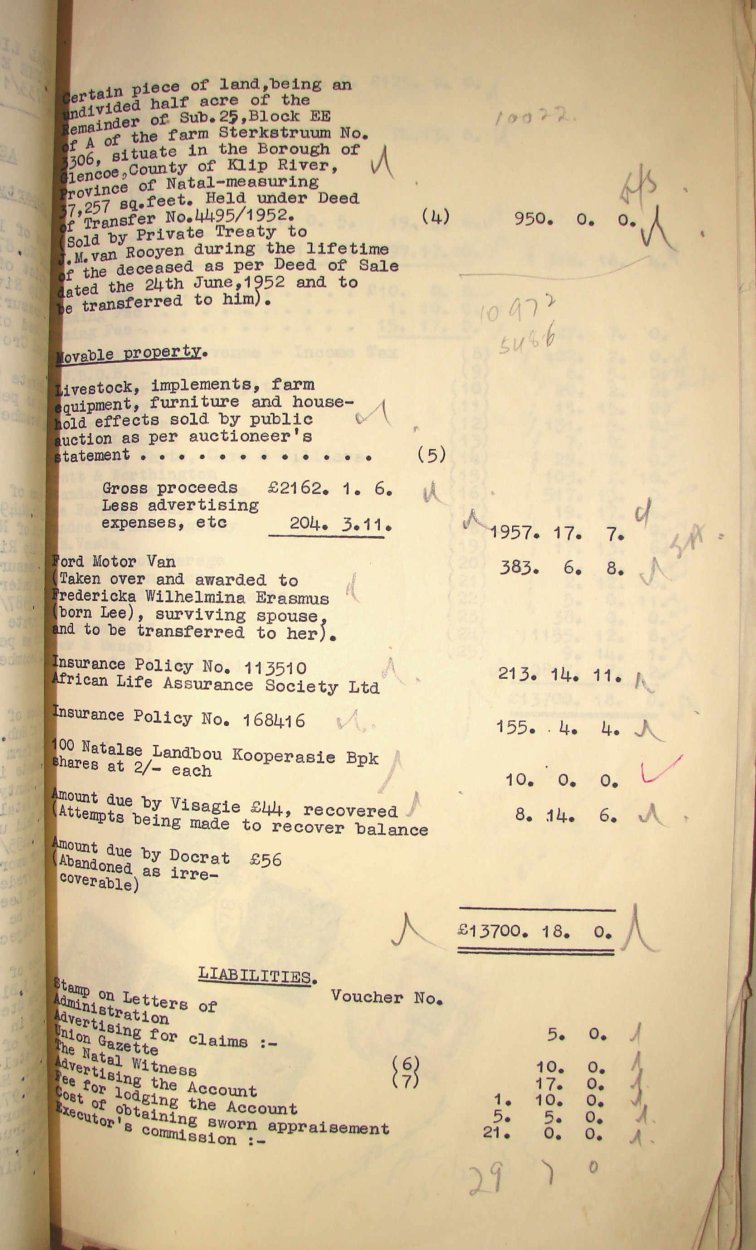 Certain piece of land,being an
undivided half acre of the
Remainder of Sub.25,Block EE
of A of the farm Sterkstruum No.
3306, situate in the Borough of
Glencoe,County of Klip River,
Province of Natal-measuring
37,257 sq.feet. Held under Deed
of Transfer No.4495/1952. (4) 950. 0. 0.
(Sold by Private Treaty to
J.M.van Rooyen during the lifetime
of the deceased as per Deed of Sale
dated the 24th June,1952 and to
be transferred to him).
10022.
10972
5486
Movable property.
Livestock, implements, farm
equipment, furniture and house-
hold effects sold by public
auction as per auctioneer's
statement . . . . . . . . . . . . (5)
Gross proceeds £2162. 1. 6.
Less advertising
expenses, etc 204. 3.11. 1957. 17. 7.
Ford Motor Van 383. 6. 8.
(Taken over and awarded to
Fredericka Wilhelmina Erasmus
(born Lee), surviving spouse,
and to be transferred to her).
Insurance Policy No. 113510 213. 14. 11.
African Life Assurance Society Ltd
Insurance Policy No. 168416 155. 4. 4.
100 Natalse Landbou Kooperasie Bpk
shares at 2/- each 10. 0. 0.
Amount due by Visagie £44, recovered 8. 14. 6.
(Attempts being made to recover balance
Amount due by Docrat £56
(Abandoned as irre-
coverable)
£13700. 18. 0.
LIABILITIES.
Voucher No.
Stamp on Letters of
Administration 5. 0.
Advertising for claims :-
Union Gazette (6) 10. 0.
The Natal Witness (7) 17. 0.
Advertising the Account 1. 10. 0.
Fee for lodging the Account 5. 5. 0.
Cost of obtaining sworn appraisement 21. 0. 0.
Executor's commission :-
29 7 0